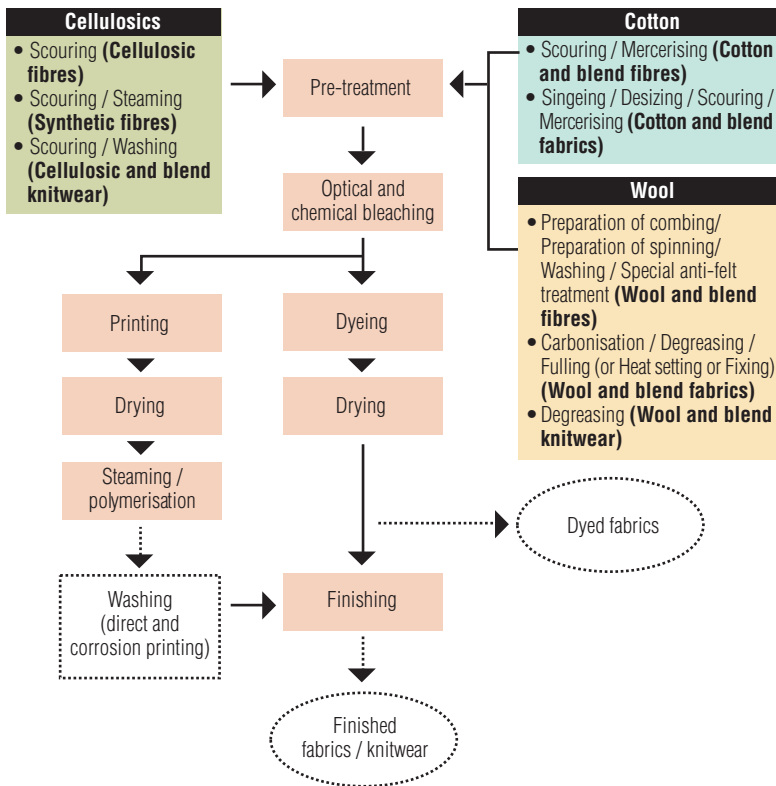 Cellulosics
• Scouring (Cellulosic
fibres)
• Scouring / Steaming
(Synthetic fibres)
• Scouring / Washing
(Cellulosic and blend
knitwear)
Pre-treatment
Cotton
• Scouring / Mercerising (Cotton
and blend fibres)
• Singeing / Desizing / Scouring /
Mercerising (Cotton and blend
fabrics)
Wool
• Preparation of combing/
Preparation of spinning/
Washing / Special anti-felt
treatment (Wool and blend
fibres)
• Carbonisation / Degreasing /
Fulling (or Heat setting or Fixing)
(Wool and blend fabrics)
• Degreasing (Wool and blend
knitwear)
Optical and
chemical bleaching
Printing
Dyeing
Drying
Drying
Steaming /
polymerisation
Dyed fabrics
Washing
(direct and
corrosion printing)
Finishing
Finished
fabrics / knitwear